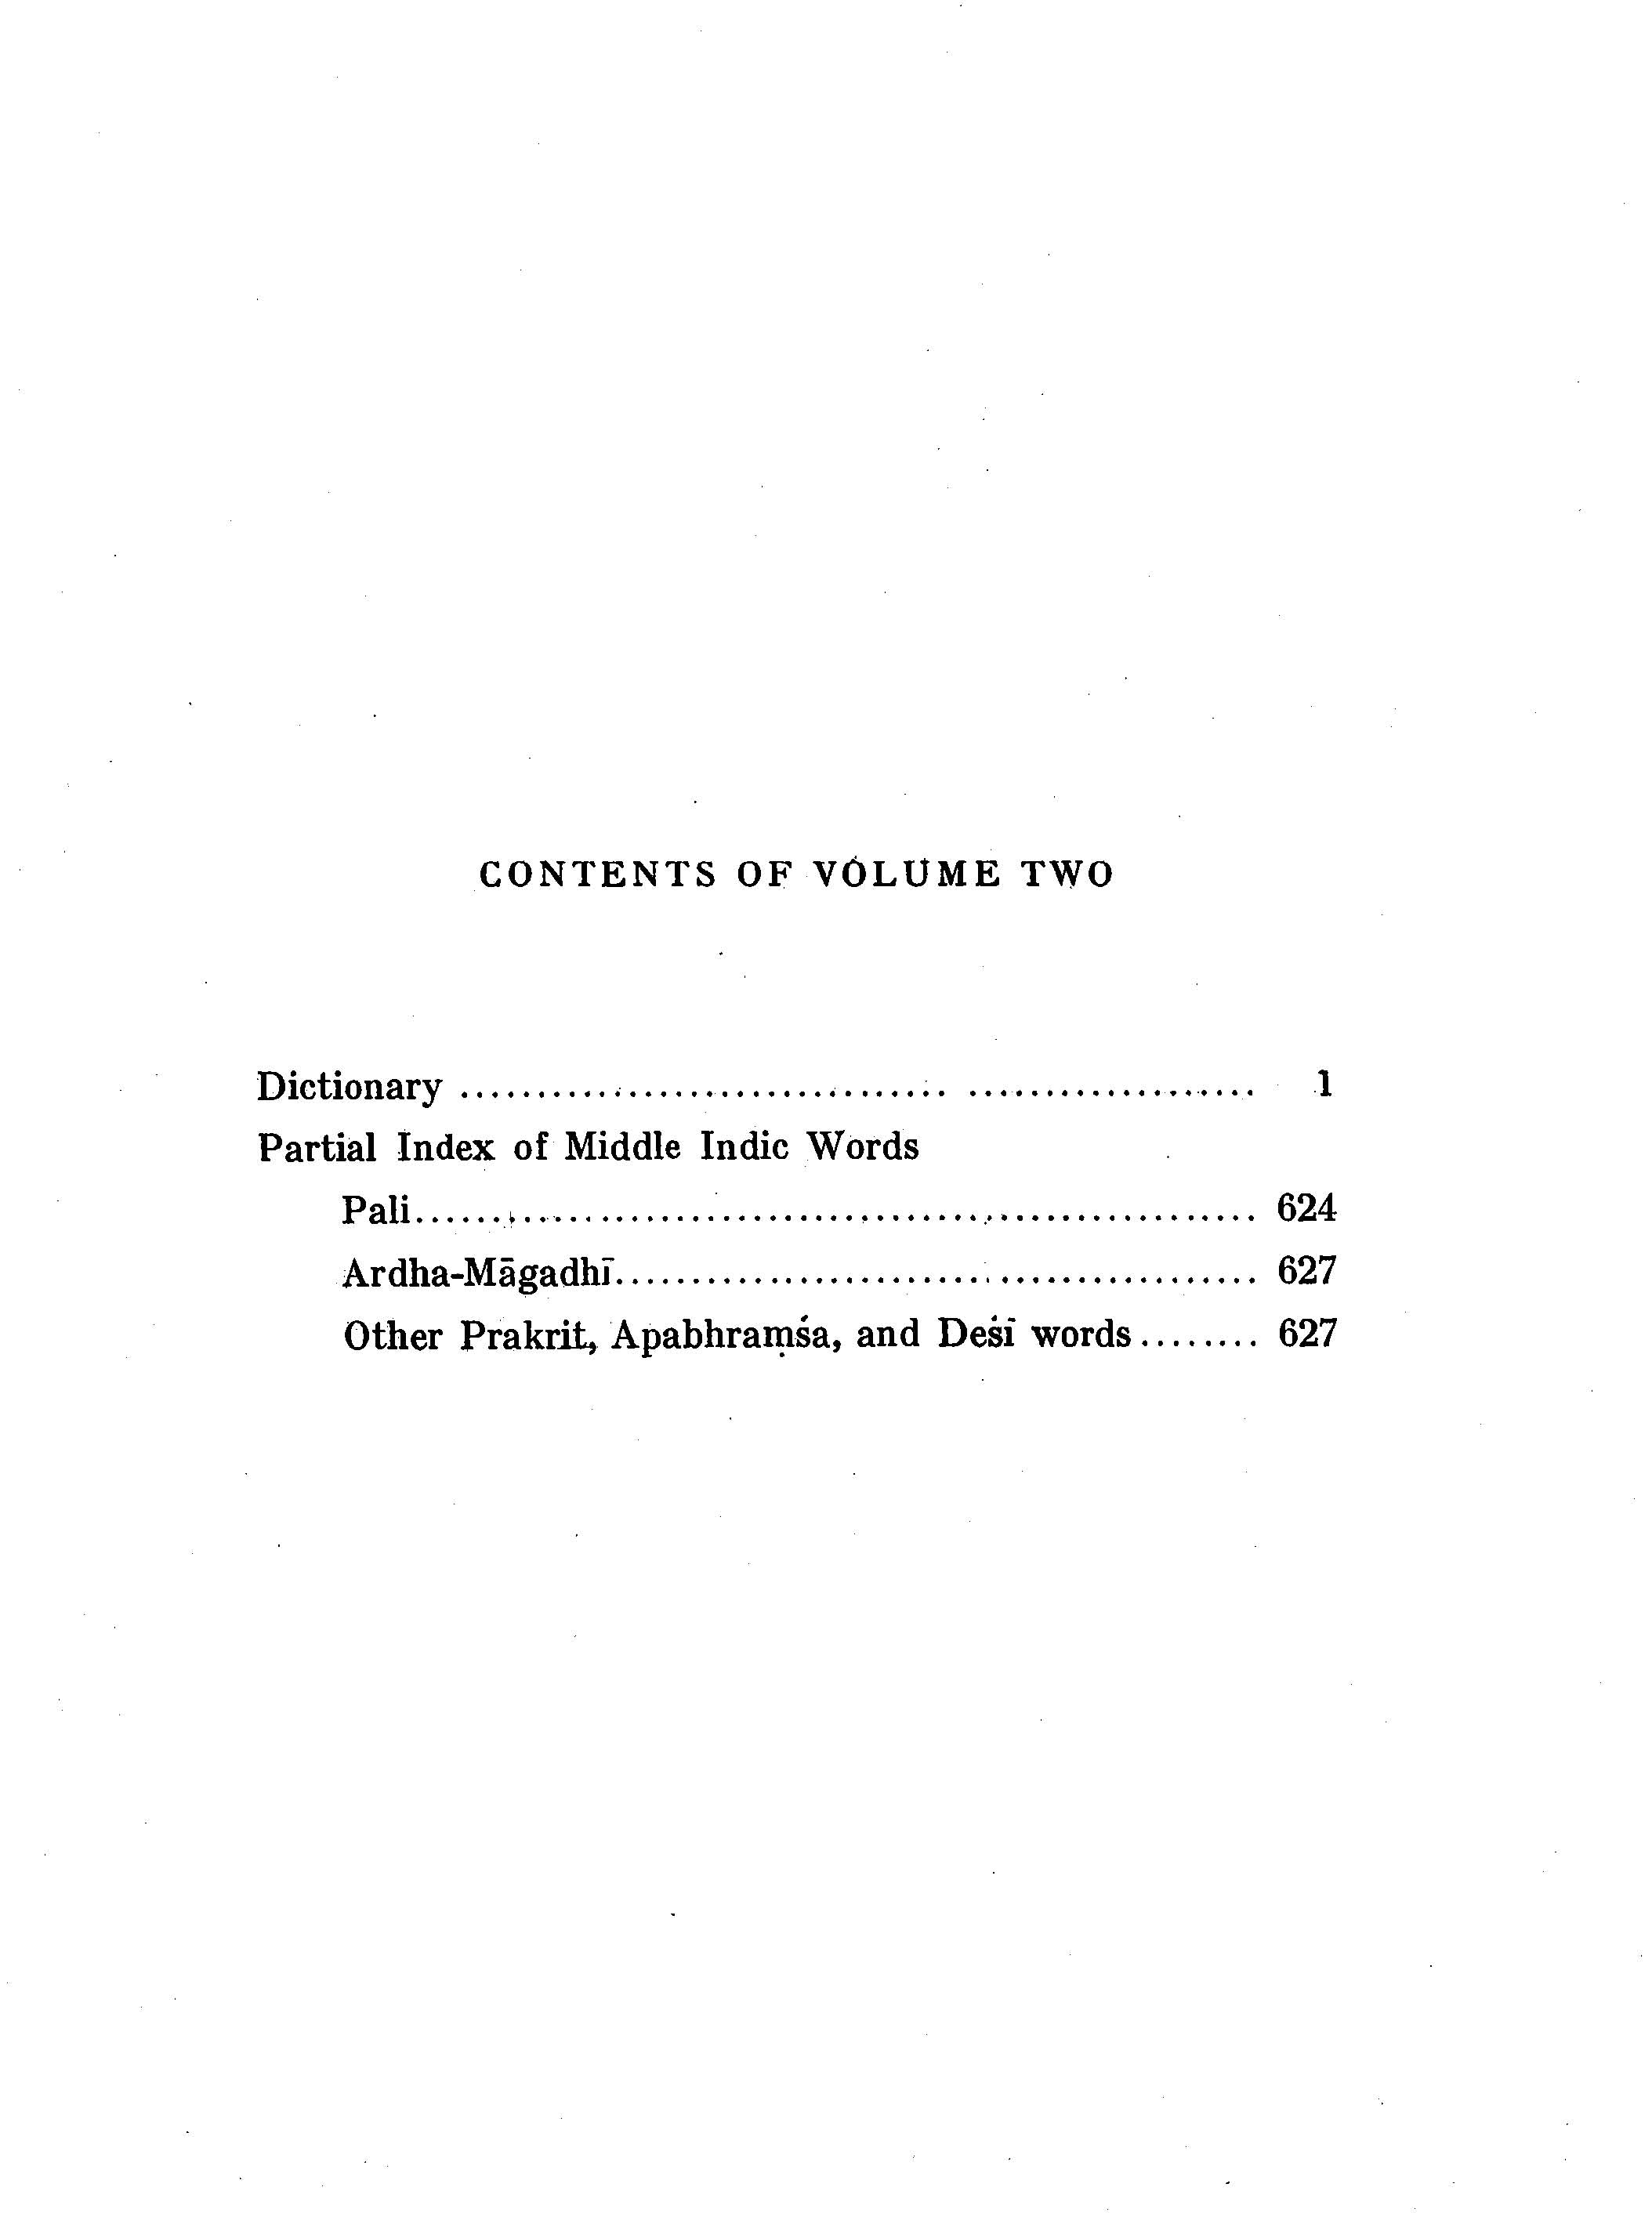 CONTENTS OF VOLUME TWO
Dictionary .................................................. 1
Partial Index of Middle Indic Words
Pali....................................................... 624
Ardha-Māgadhī.......................................... 627
Other Prakrit, Apabhraṃśa, and Deśī words........ 627